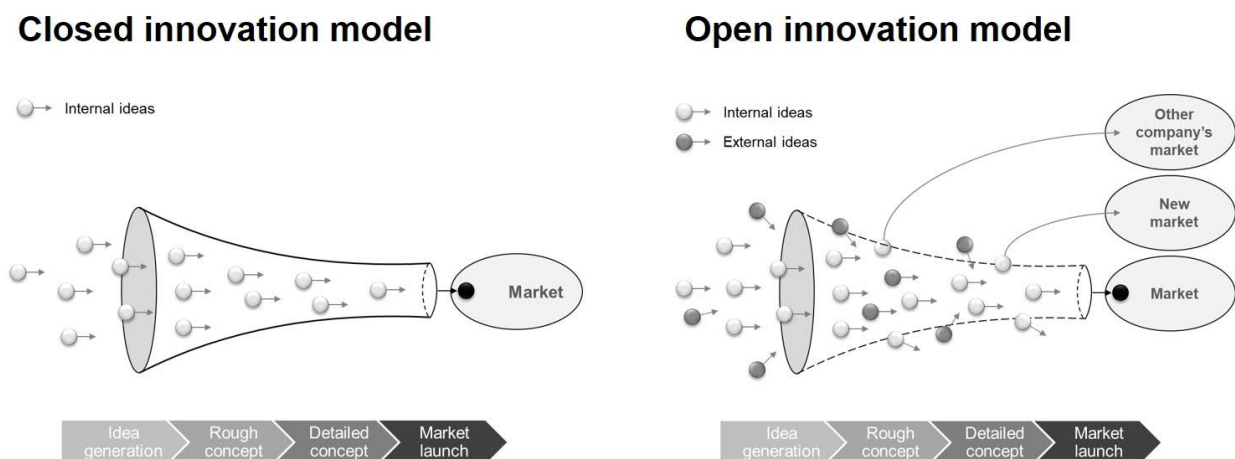 Closed innovation model
Internal ideas
Market
Idea
generation
Rough
concept
Detailed
concept
Market
launch
Open innovation model
Internal ideas
External ideas
Other
company's
market
New
market
Market
Idea
generation
Rough
concept
Detailed
concept
Market
launch